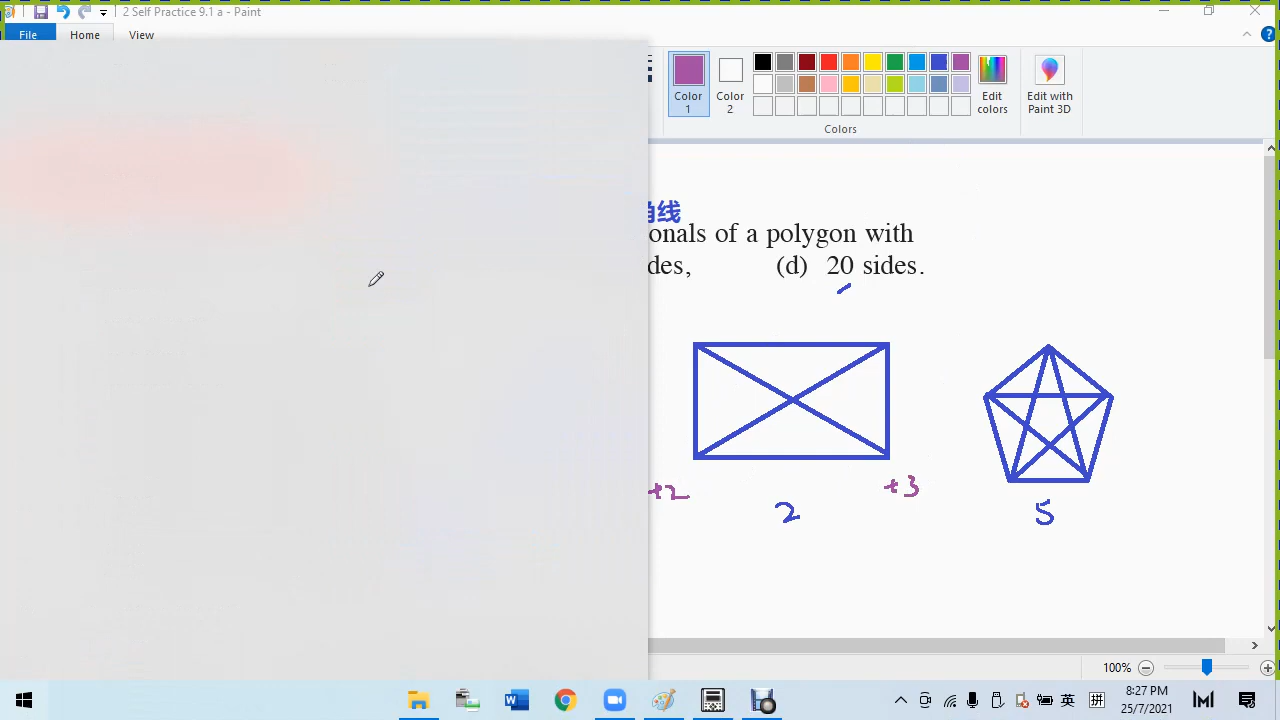 2 Self Practice 9.1 a - Paint
File Home View
Color 1
Color 2
Edit colors
Edit with Paint 3D
Colors
角线
onals of a polygon with
des, (d) 20 sides.
+2 2 +3 5
100%
英 拼
8:27 PM
25/7/2021